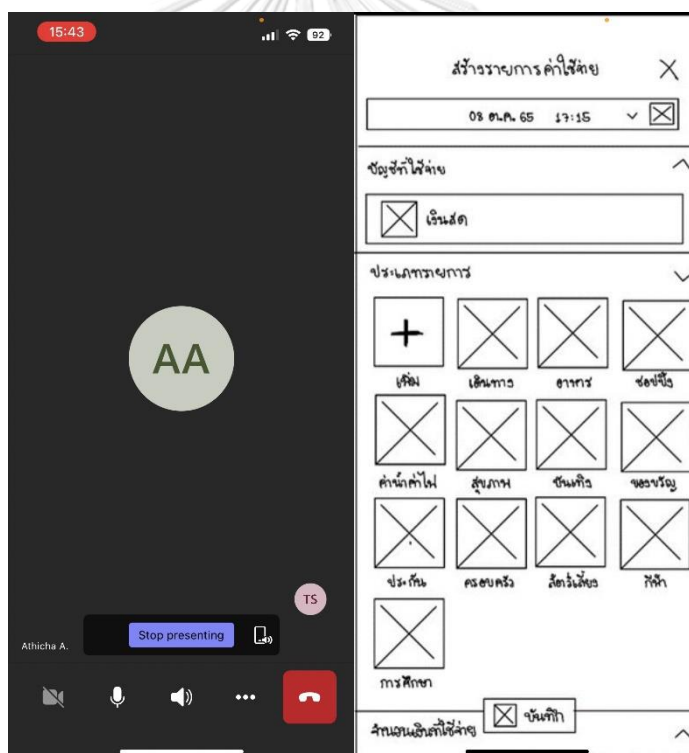 15:43
92
AA
TS
Athicha A.
Stop presenting
สร้างรายการค่าใช้จ่าย
08 ต.ค. 65 17:15
บัญชีที่ใช้จ่าย
เงินสด
ประเภทรายการ
เพิ่ม เดินทาง อาหาร ช้อปปิ้ง
ค่าน้ำค่าไฟ สุขภาพ บันเทิง ของขวัญ
ประกัน ครอบครัว สัตว์เลี้ยง กีฬา
การศึกษา
บันทึก
จำนวนเงินที่ใช้จ่าย